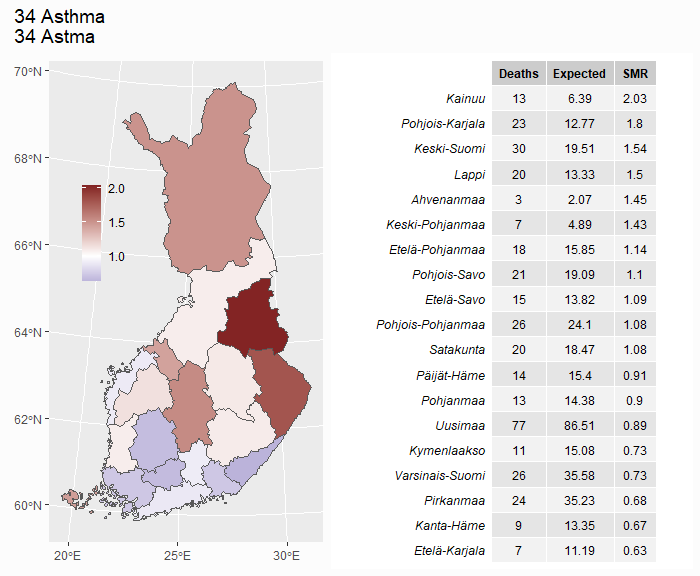 34 Asthma
34 Astma
70°N
68°N
66°N
64°N
62°N
60°N
20°E 25°E 30°E
2.0
1.5
1.0
Deaths Expected SMR
Kainuu 13 6.39 2.03
Pohjois-Karjala 23 12.77 1.8
Keski-Suomi 30 19.51 1.54
Lappi 20 13.33 1.5
Ahvenanmaa 3 2.07 1.45
Keski-Pohjanmaa 7 4.89 1.43
Etelä-Pohjanmaa 18 15.85 1.14
Pohjois-Savo 21 19.09 1.1
Etelä-Savo 15 13.82 1.09
Pohjois-Pohjanmaa 26 24.1 1.08
Satakunta 20 18.47 1.08
Päijät-Häme 14 15.4 0.91
Pohjanmaa 13 14.38 0.9
Uusimaa 77 86.51 0.89
Kymenlaakso 11 15.08 0.73
Varsinais-Suomi 26 35.58 0.73
Pirkanmaa 24 35.23 0.68
Kanta-Häme 9 13.35 0.67
Etelä-Karjala 7 11.19 0.63